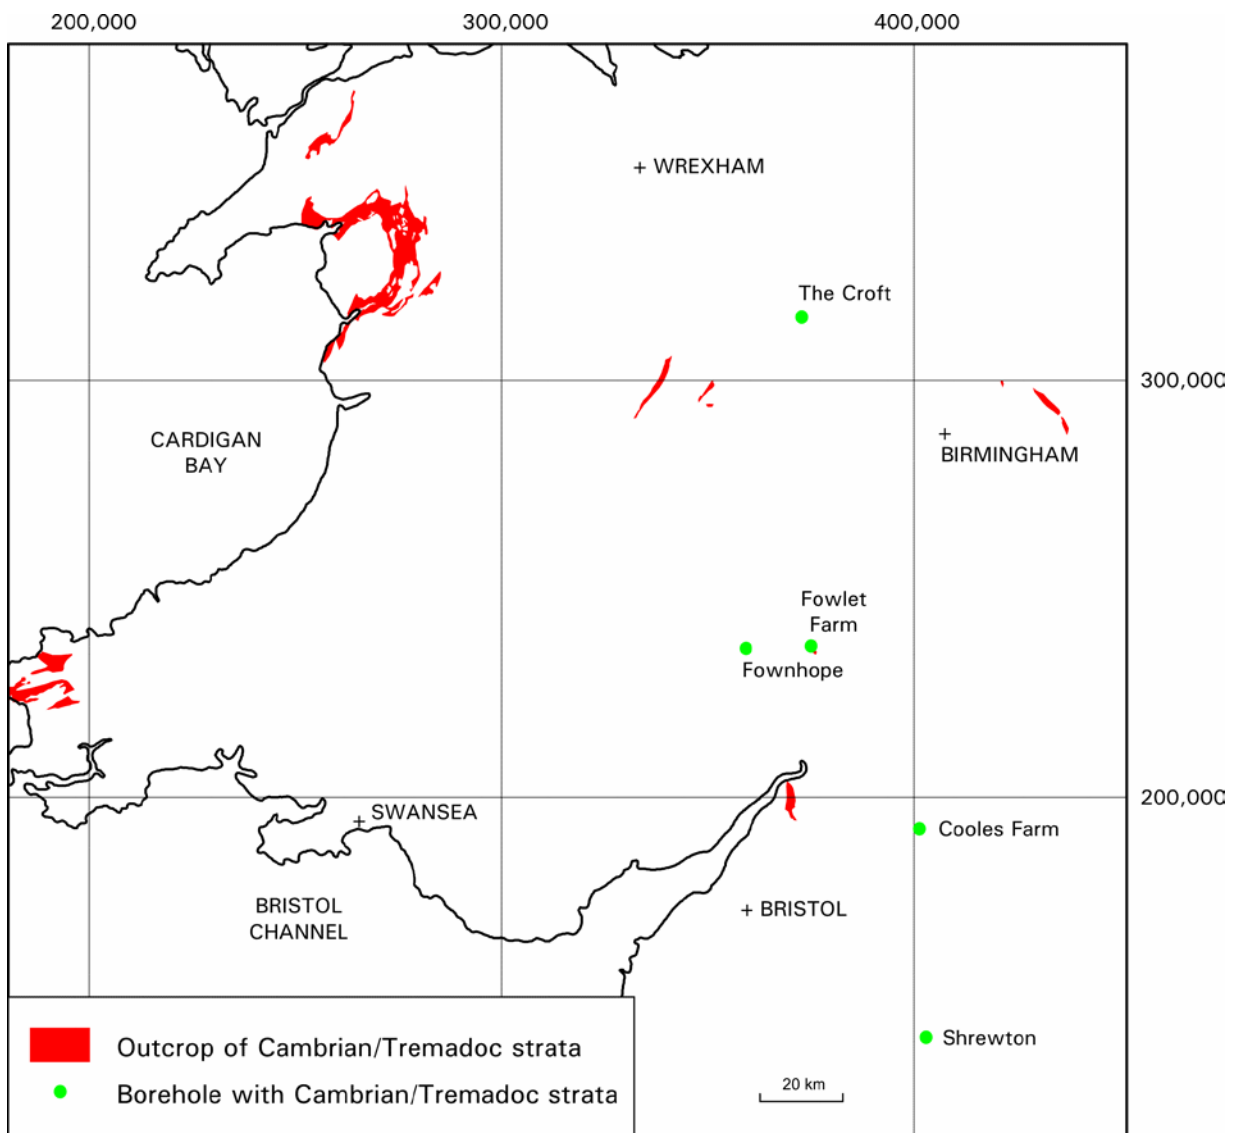 200,000
300,000
400,000
+ WREXHAM
The Croft
300,000
CARDIGAN
BAY
+
BIRMINGHAM
Fowlet
Farm
Fownhope
200,000
+ SWANSEA
Cooles Farm
BRISTOL
CHANNEL
+ BRISTOL
Outcrop of Cambrian/Tremadoc strata
Shrewton
Borehole with Cambrian/Tremadoc strata
20 km